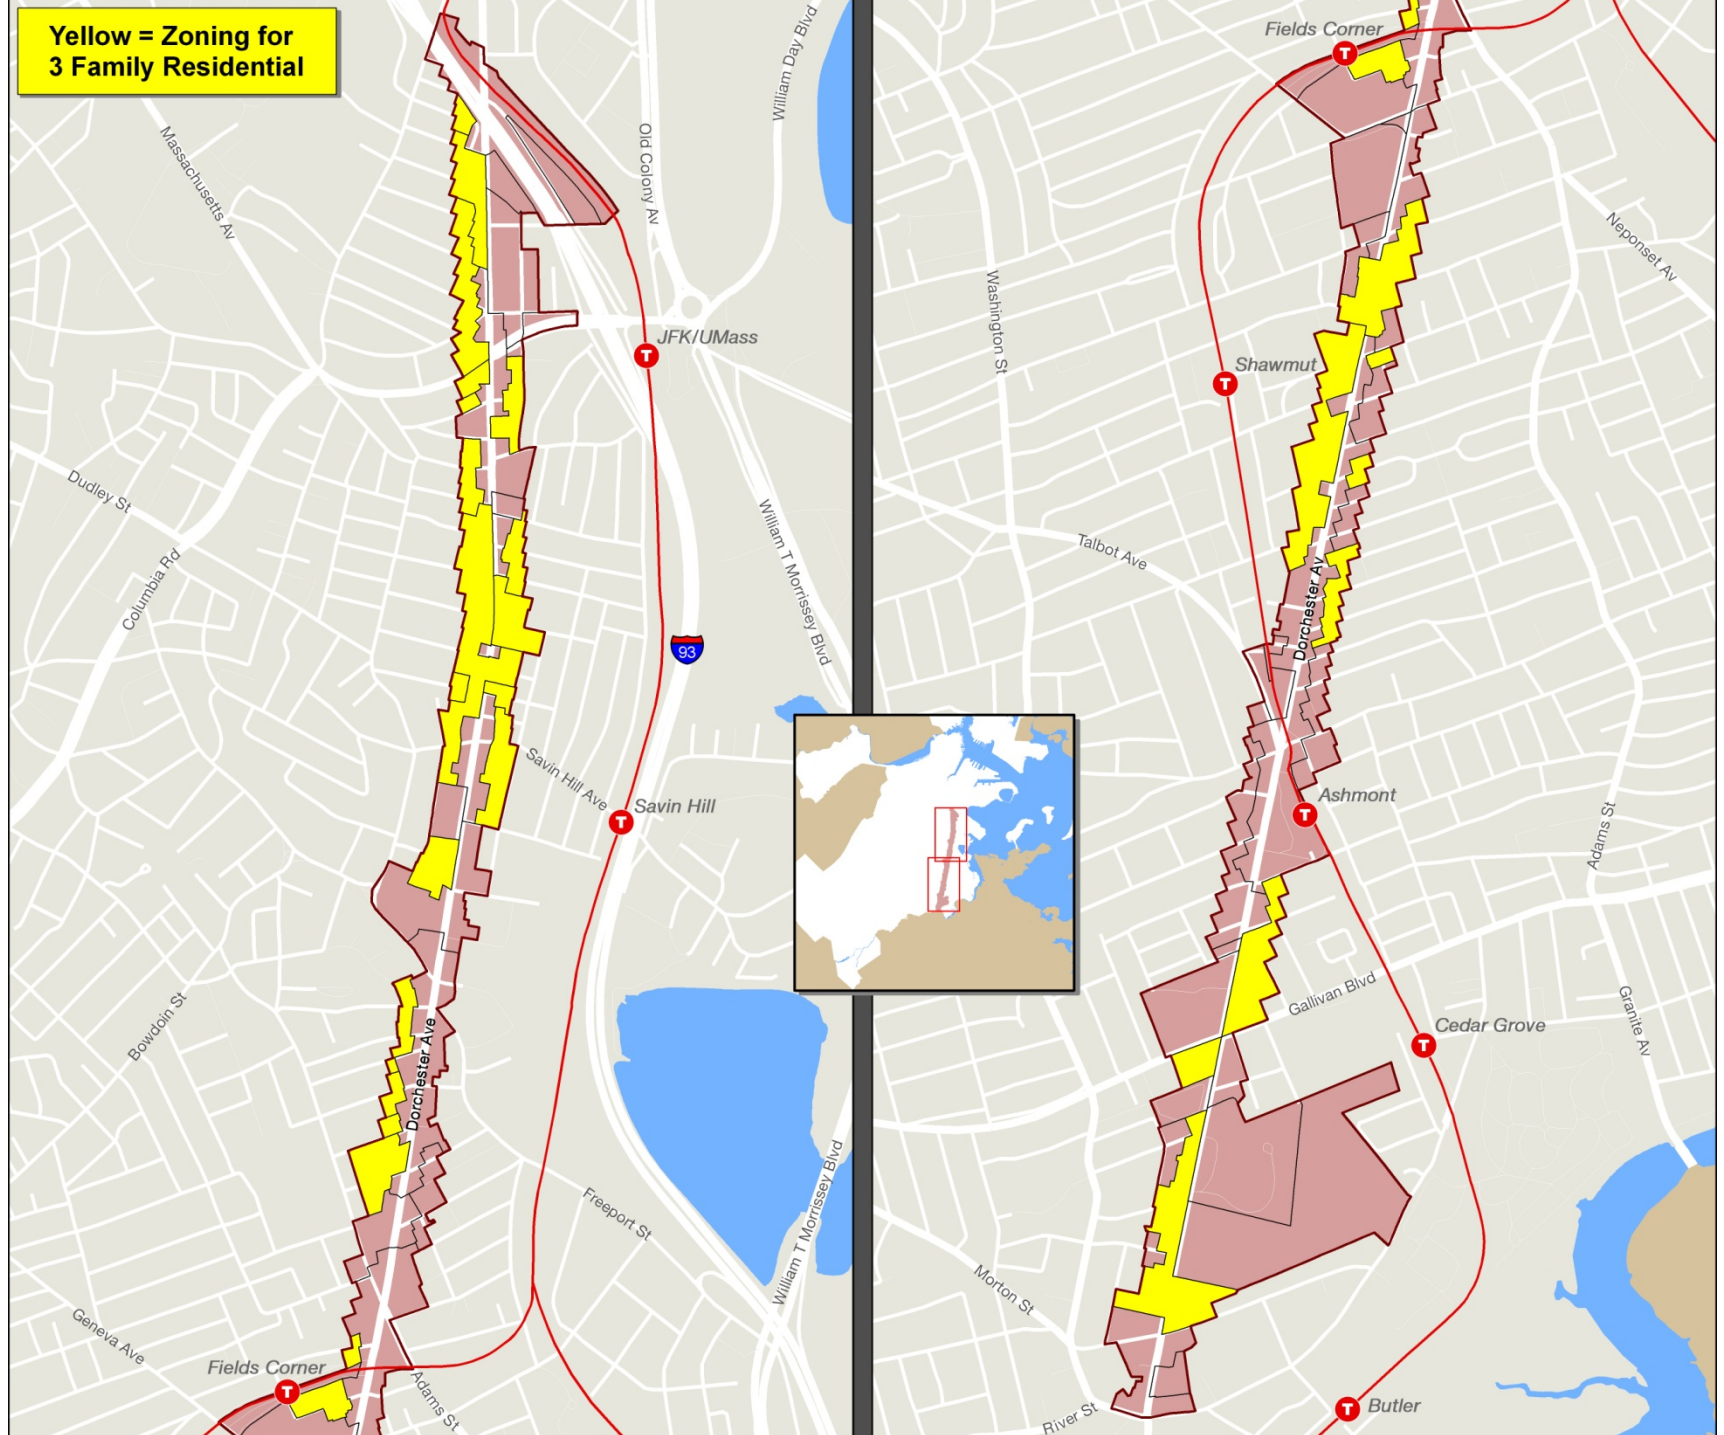 Yellow = Zoning for
3 Family Residential
Massachusetts Av
Old Colony Av
William Day Blvd
T
JFK/UMass
Dudley St
Columbia Rd
William T Morrissey Blvd
93
Savin Hill Ave
T
Savin Hill
Bowdoin St
Dorchester Ave
Freeport St
William T Morrissey Blvd
Geneva Ave
Fields Corner
T
Adams St
Fields Corner
T
Neponset Av
Washington St
Shawmut
T
Talbot Ave
Dorchester Av
Ashmont
T
Adams St
Gallivan Blvd
Granite Av
Cedar Grove
T
Morton St
River St
T
Butler